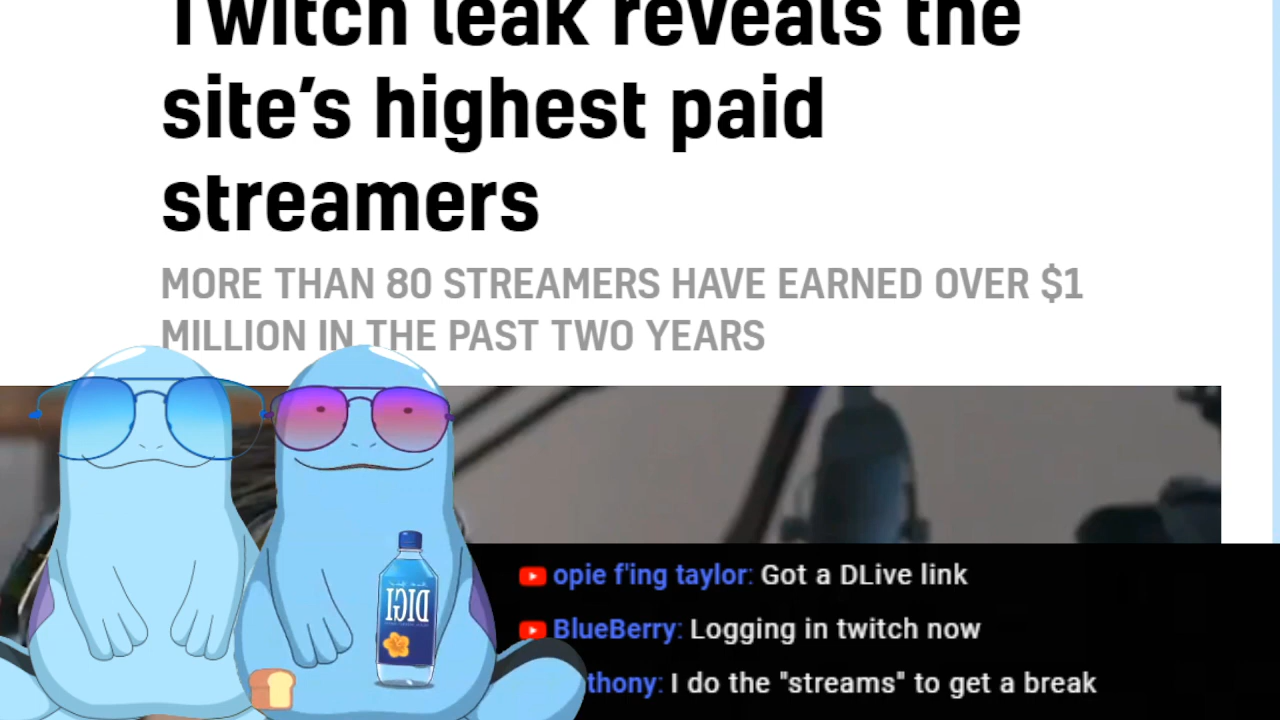 Twitch leak reveals the
site's highest paid
streamers
MORE THAN 80 STREAMERS HAVE EARNED OVER $1
MILLION IN THE PAST TWO YEARS
opie f'ing taylor: Got a DLive link
BlueBerry: Logging in twitch now
thony: I do the "streams" to get a break
DIGI